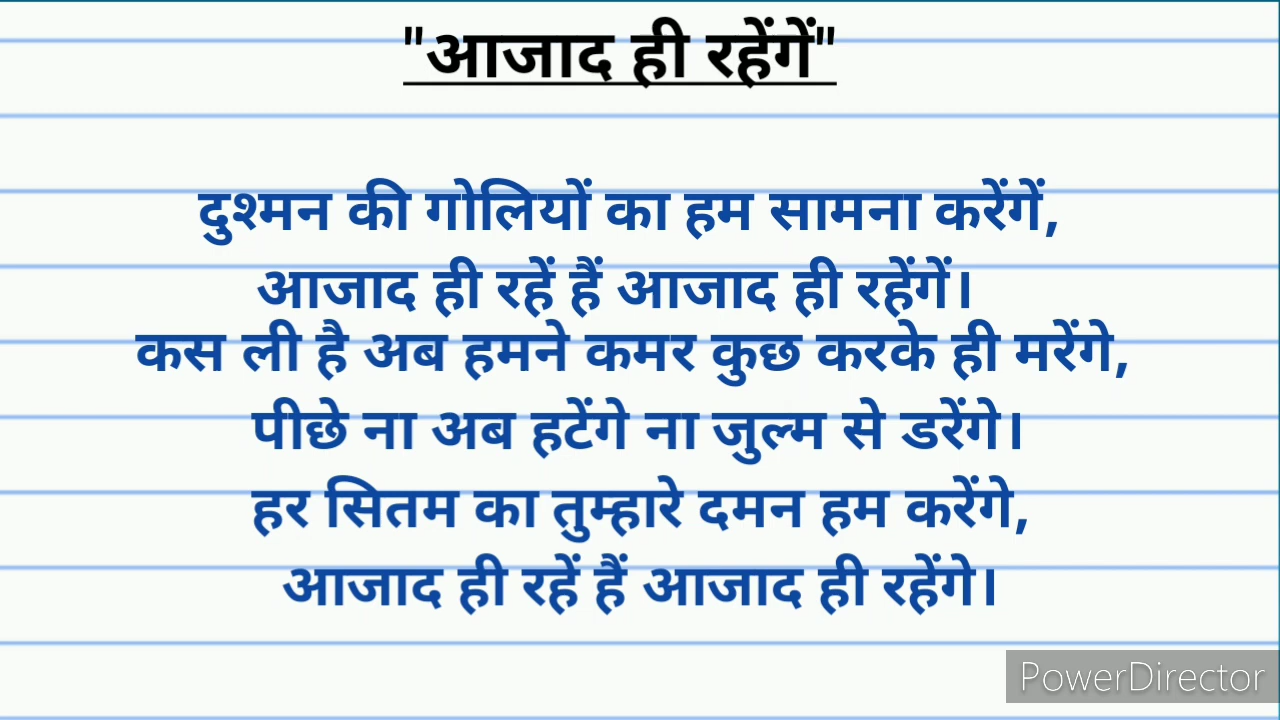 "आजाद ही रहेंगें"
दुश्मन की गोलियों का हम सामना करेंगें,
आजाद ही रहें हैं आजाद ही रहेंगें।
कस ली है अब हमने कमर कुछ करके ही मरेंगे,
पीछे ना अब हटेंगे ना जुल्म से डरेंगे।
हर सितम का तुम्हारे दमन हम करेंगे,
आजाद ही रहें हैं आजाद ही रहेंगे।
PowerDirector